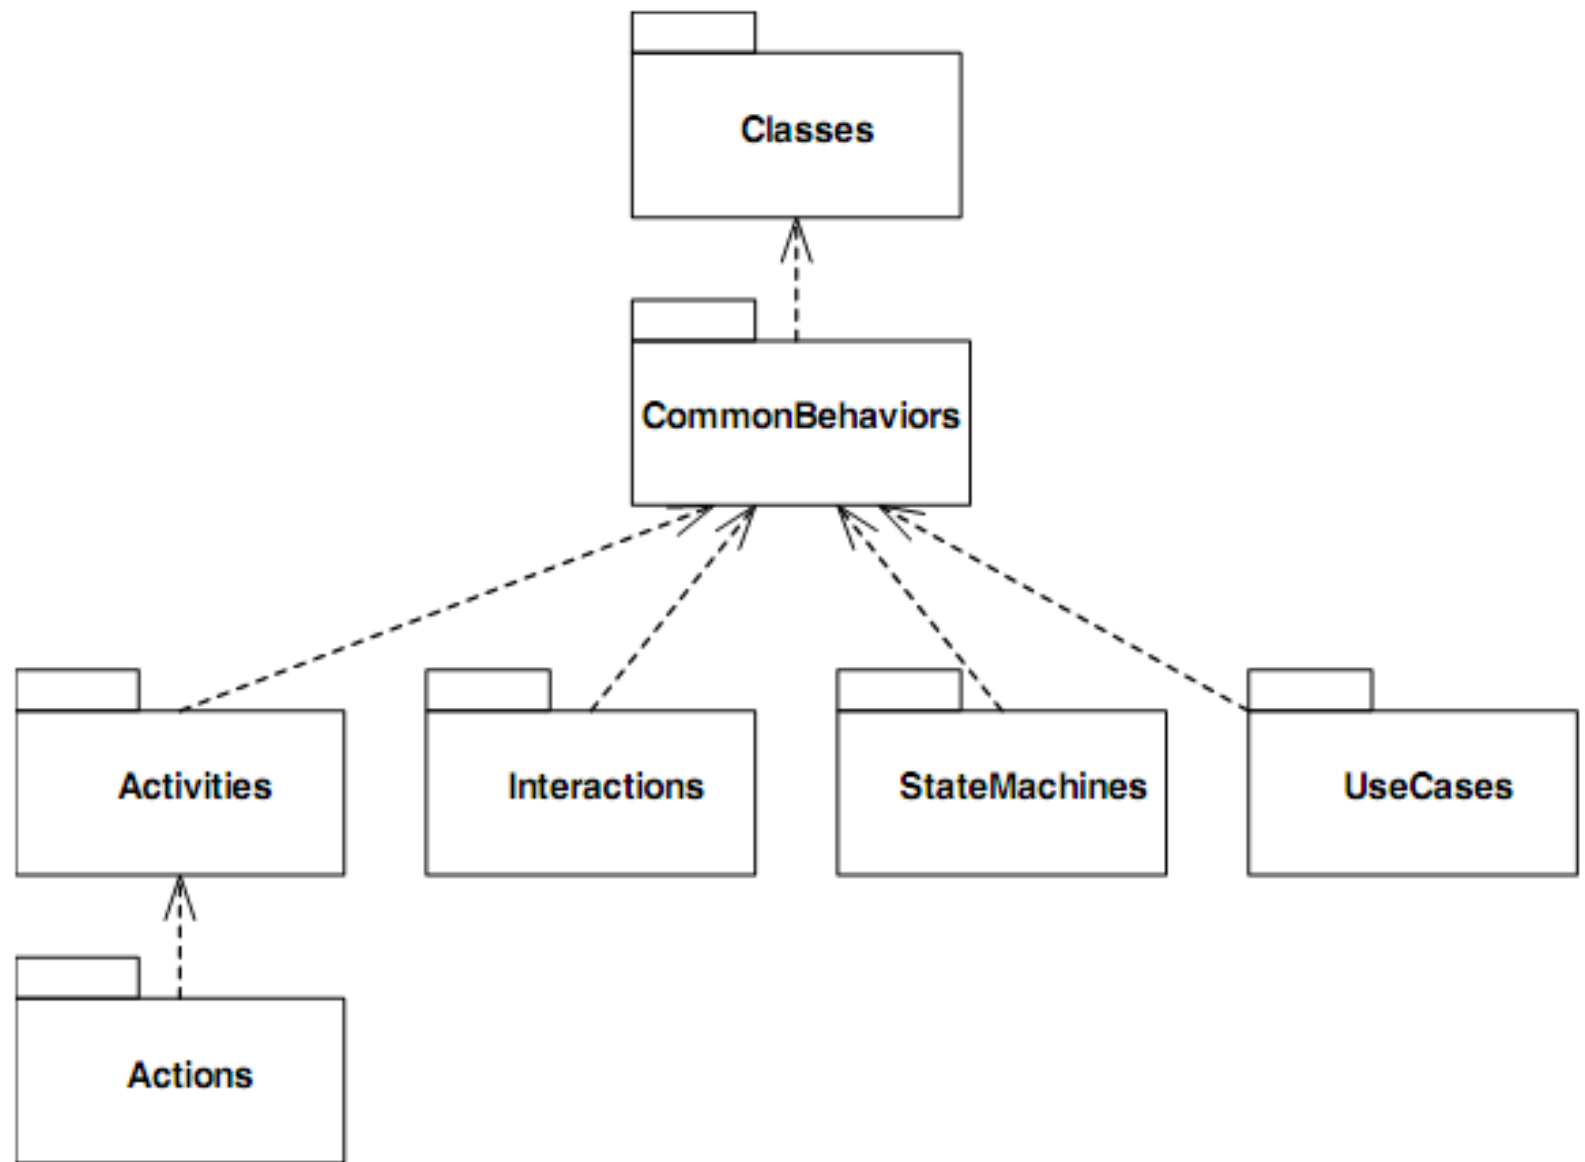 Classes
CommonBehaviors
Activities
Interactions
StateMachines
UseCases
Actions